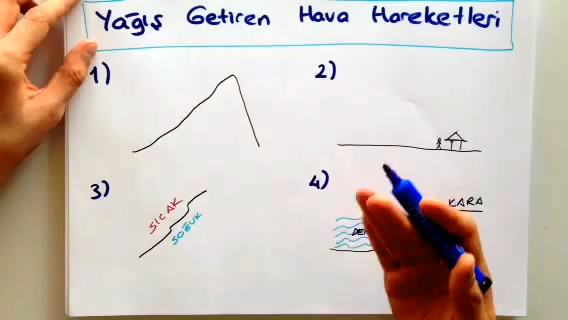 Yağış Getiren Hava Hareketleri
1)
2)
3)
SICAK
SOĞUK
4)
KARA